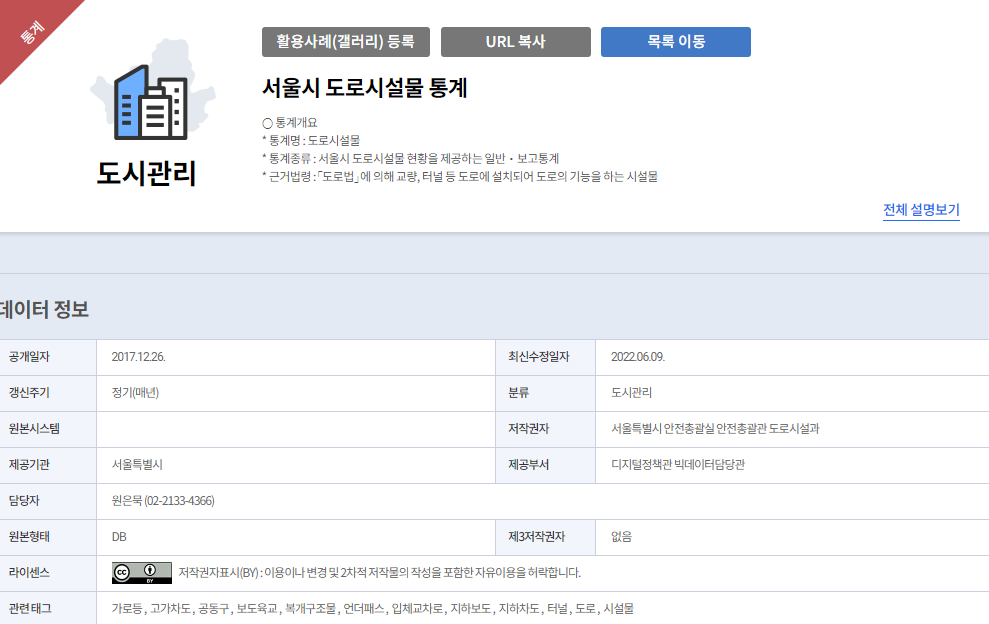 통계
활용사례(갤러리) 등록 URL 복사 목록 이동
도시관리
서울시 도로시설물 통계
○ 통계개요
* 통계명 : 도로시설물
* 통계종류 : 서울시 도로시설물 현황을 제공하는 일반・보고통계
* 근거법령 : 「도로법」에 의해 교량, 터널 등 도로에 설치되어 도로의 기능을 하는 시설물
전체 설명보기
데이터 정보
공개일자 2017.12.26. 최신수정일자 2022.06.09.
갱신주기 정기(매년) 분류 도시관리
원본시스템 저작권자 서울특별시 안전총괄실 안전총괄관 도로시설과
제공기관 서울특별시 제공부서 디지털정책관 빅데이터담당관
담당자 원은묵 (02-2133-4366)
원본형태 DB 제3저작권자 없음
라이센스 cc BY 저작권자표시(BY) : 이용이나 변경 및 2차적 저작물의 작성을 포함한 자유이용을 허락합니다.
관련 태그 가로등, 고가차도, 공동구, 보도육교, 복개구조물, 언더패스, 입체교차로, 지하보도, 지하차도, 터널, 도로, 시설물